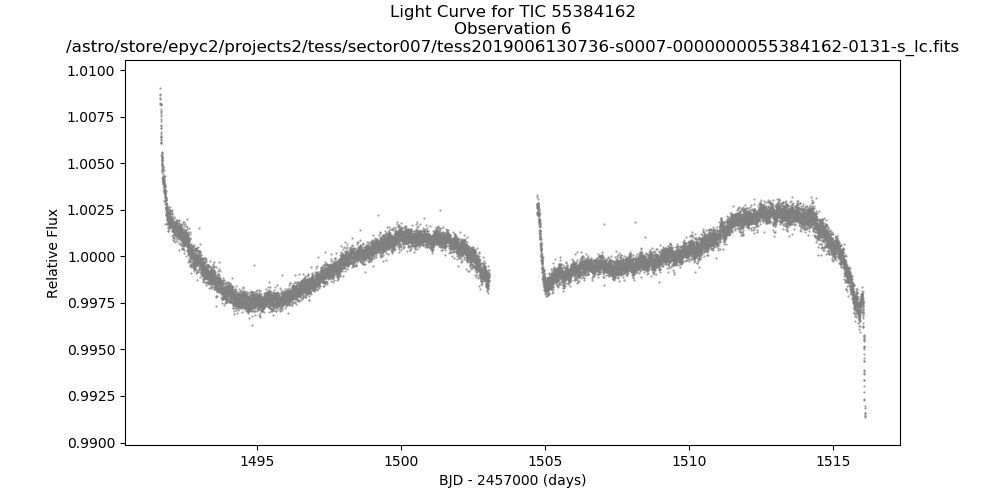 Light Curve for TIC 55384162
Observation 6
/astro/store/epyc2/projects2/tess/sector007/tess2019006130736-s0007-0000000055384162-0131-s_lc.fits
1.0100
1.0075
1.0050
1.0025
1.0000
0.9975
0.9950
0.9925
0.9900
Relative Flux
1495
1500
1505
1510
1515
BJD - 2457000 (days)